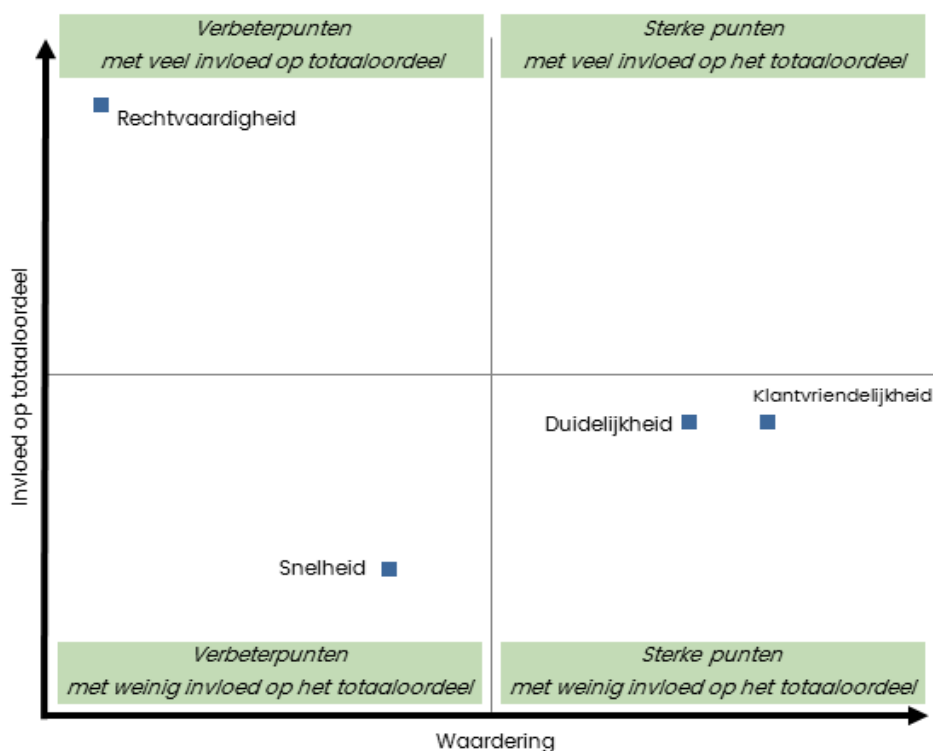 Verbeterpunten
met veel invloed op totaaloordeel
Sterke punten
met veel invloed op het totaaloordeel
Rechtvaardigheid
Invloed op totaaloordeel
Klantvriendelijkheid
Duidelijkheid
Snelheid
Verbeterpunten
met weinig invloed op het totaaloordeel
Sterke punten
met weinig invloed op het totaaloordeel
Waardering